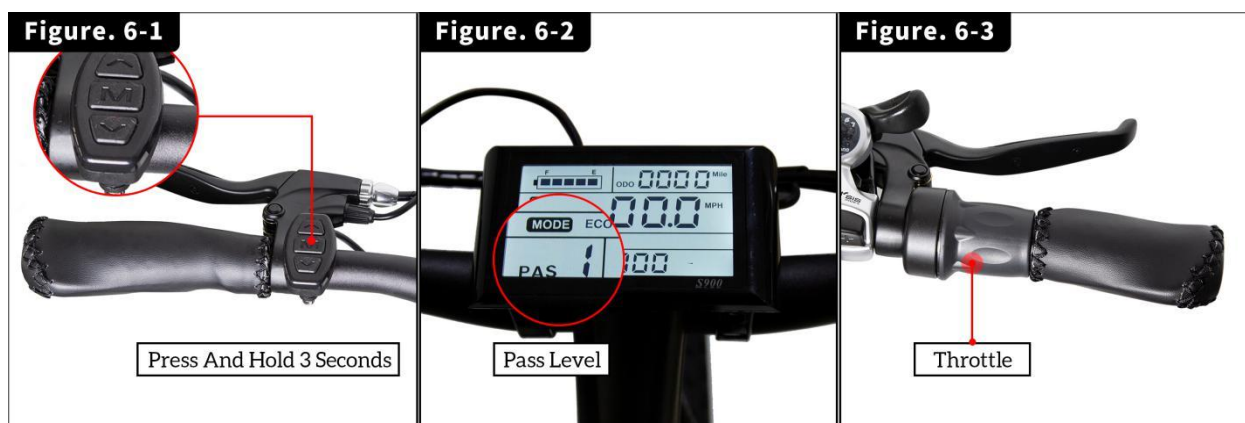 Figure. 6-1
M
M
Press And Hold 3 Seconds
Figure. 6-2
F E
ODO 0000 Mile
00.0 MPH
MODE ECO
PAS 1
000
S900
Pass Level
Figure. 6-3
Throttle